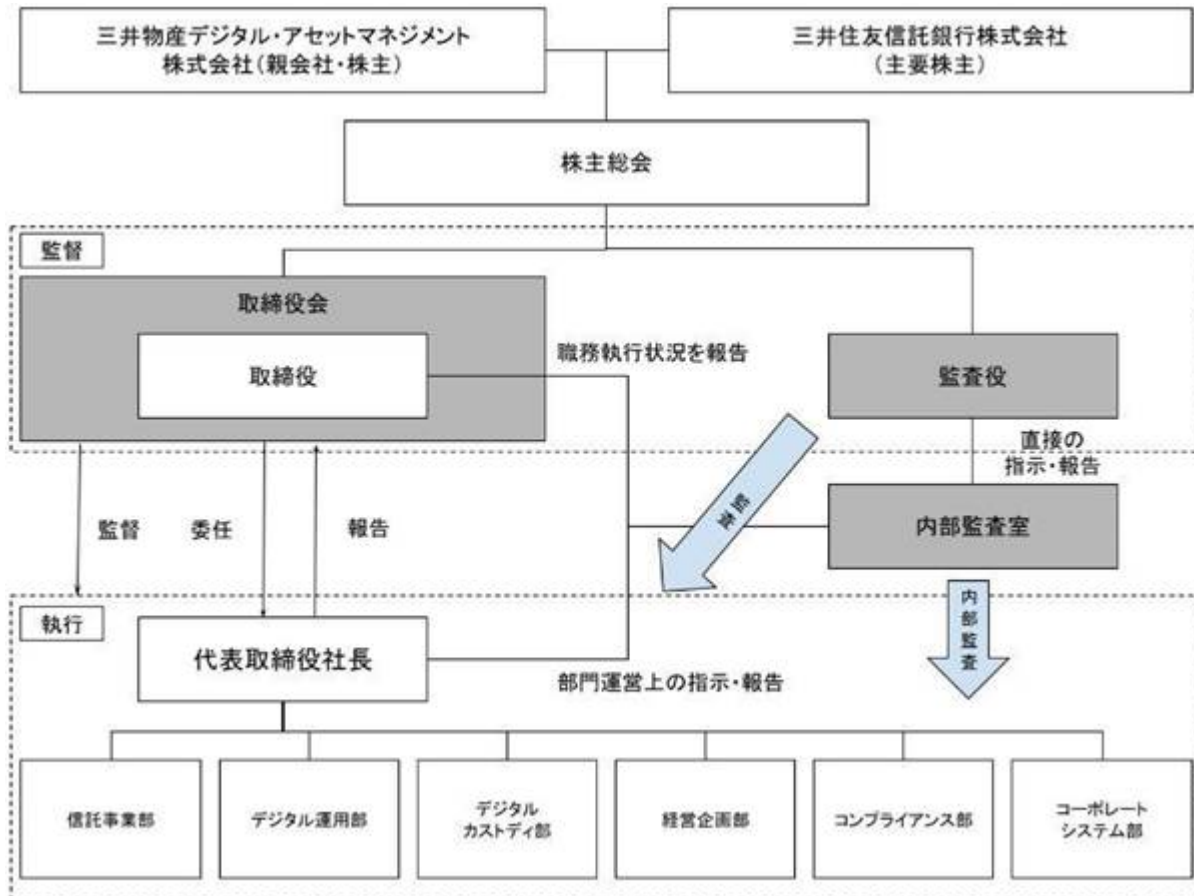 三井物産デジタル・アセットマネジメント
株式会社(親会社・株主)
三井住友信託銀行株式会社
(主要株主)
株主総会
監督
取締役会
取締役
職務執行状況を報告
監査役
直接の
指示・報告
監査
内部監査室
監督
委任
報告
内部監査
執行
代表取締役社長
部門運営上の指示・報告
信託事業部
デジタル運用部
デジタル
カストディ部
経営企画部
コンプライアンス部
コーポレート
システム部